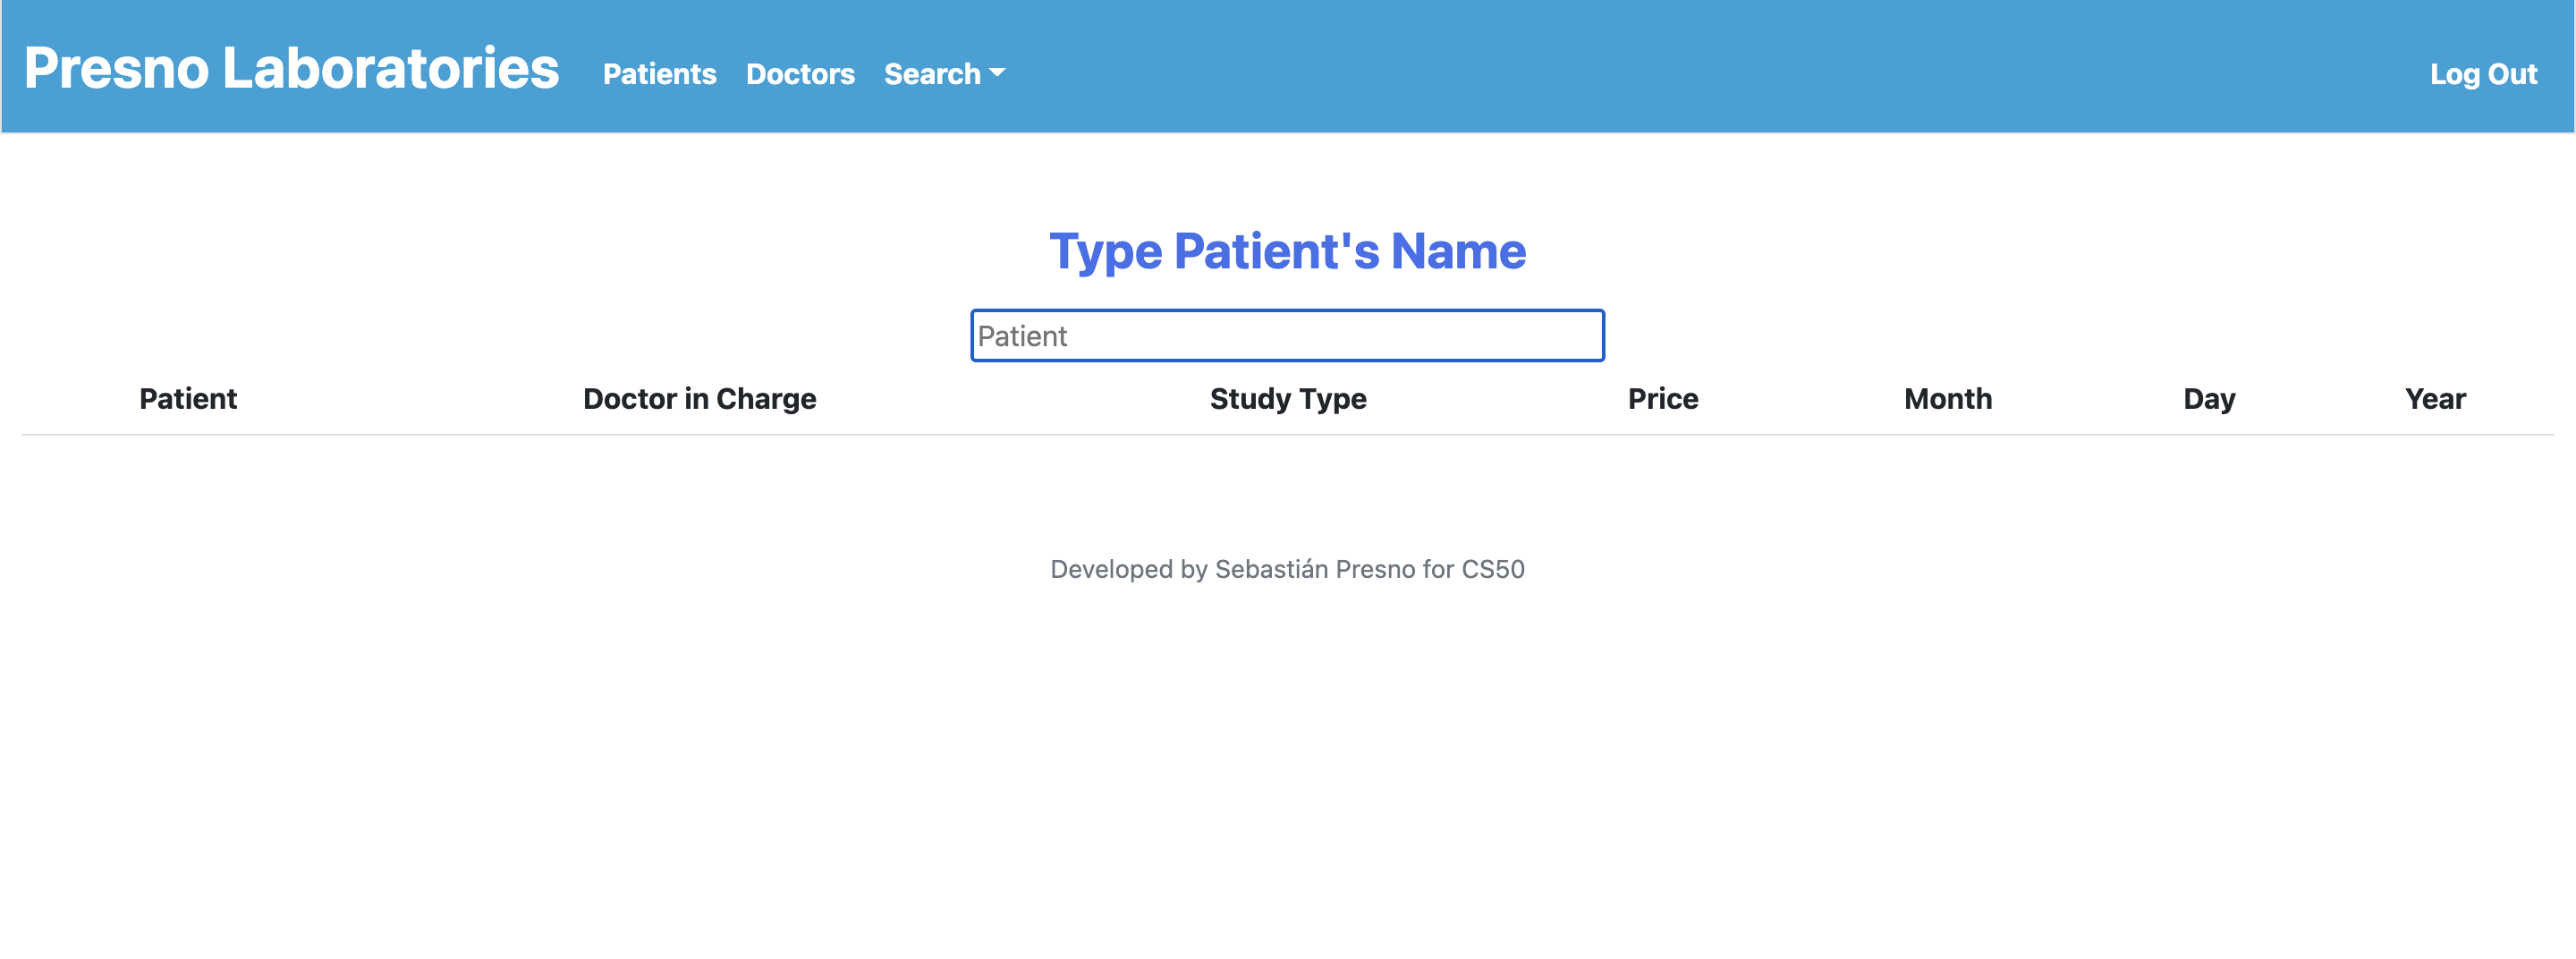 Presno Laboratories Patients Doctors Search Log Out
Type Patient's Name
Patient
Patient Doctor in Charge Study Type Price Month Day Year
Developed by Sebastián Presno for CS50